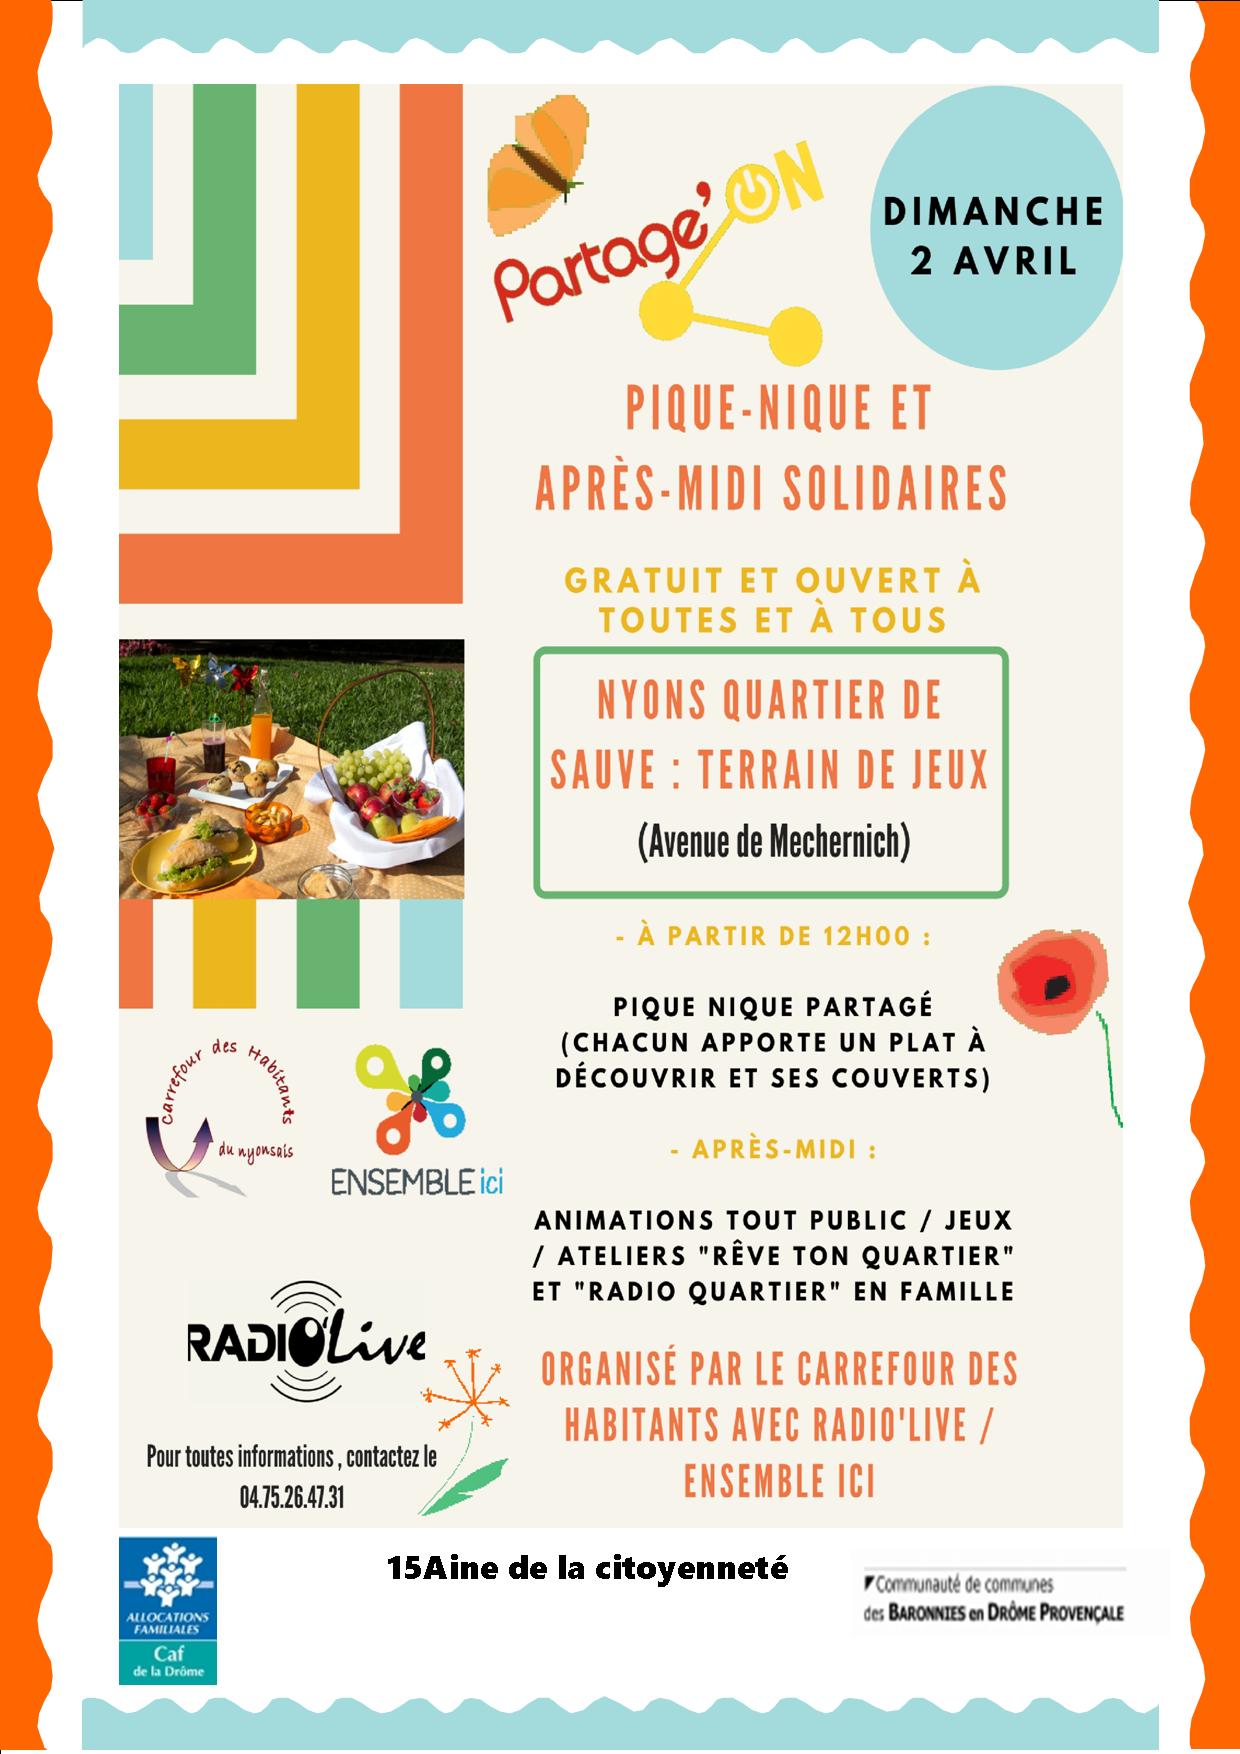 Partage'ON
DIMANCHE
2 AVRIL
PIQUE-NIQUE ET
APRÈS-MIDI SOLIDAIRES
GRATUIT ET OUVERT À
TOUTES ET À TOUS
NYONS QUARTIER DE
SAUVE : TERRAIN DE JEUX
(Avenue de Mechernich)
- À PARTIR DE 12H00 :
PIQUE NIQUE PARTAGÉ
(CHACUN APPORTE UN PLAT À
DÉCOUVRIR ET SES COUVERTS)
- APRÈS-MIDI :
ANIMATIONS TOUT PUBLIC / JEUX
/ ATELIERS "RÊVE TON QUARTIER"
ET "RADIO QUARTIER" EN FAMILLE
ORGANISÉ PAR LE CARREFOUR DES
HABITANTS AVEC RADIO'LIVE /
ENSEMBLE ICI
Carrefour des Habitants
du nyonsais
ENSEMBLE ici
RADIO'Live
Pour toutes informations , contactez le
04.75.26.47.31
15Aine de la citoyenneté
ALLOCATIONS
FAMILIALES
Caf
de la Drôme
Communauté de communes
des BARONNIES en DRÔME PROVENÇALE